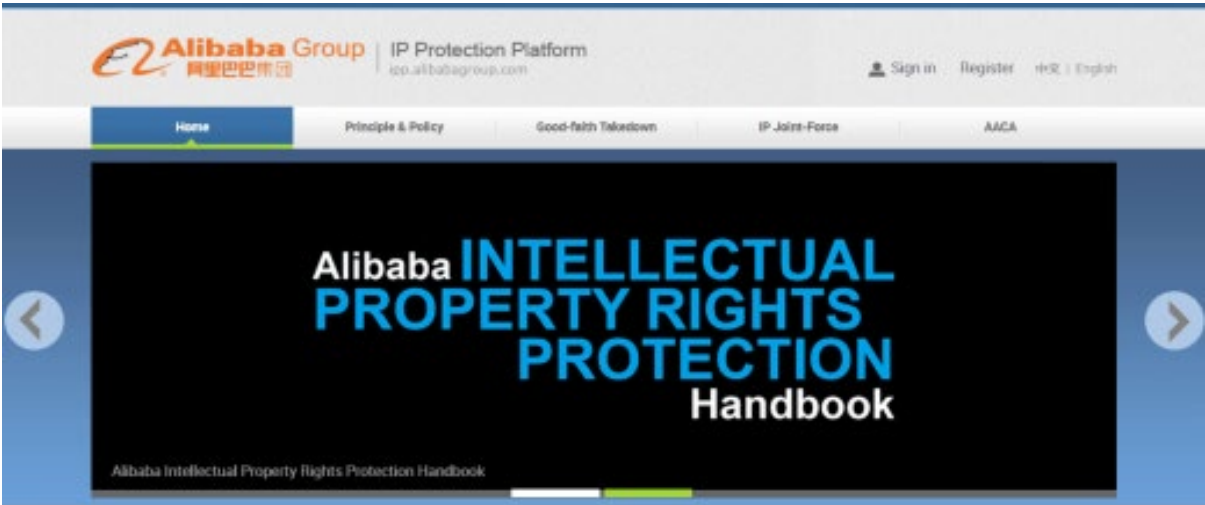 Alibaba Group
阿里巴巴集团
IP Protection Platform
ipp.alibabagroup.com
Sign in Register 中文 | English
Home Principle & Policy Good-faith Takedown IP Joint-Force AACA
Alibaba INTELLECTUAL
PROPERTY RIGHTS
PROTECTION
Handbook
Alibaba Intellectual Property Rights Protection Handbook